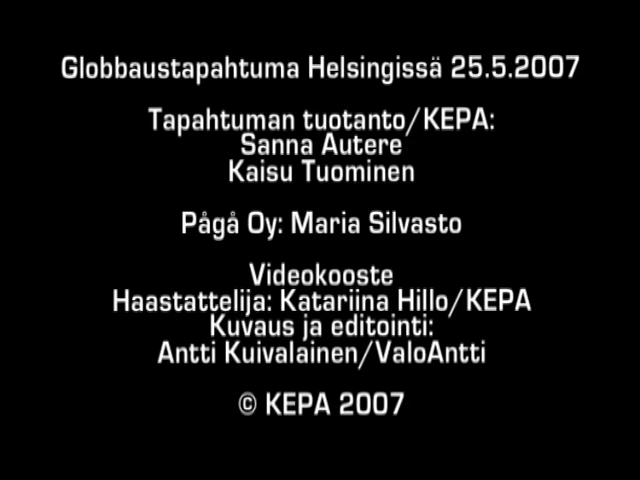 Globbaustapahtuma Helsingissä 25.5.2007
Tapahtuman tuotanto/KEPA:
Sanna Autere
Kaisu Tuominen
Pågå Oy: Maria Silvasto
Videokooste
Haastattelija: Katariina Hillo/KEPA
Kuvaus ja editointi:
Antti Kuivalainen/ValoAntti
© KEPA 2007